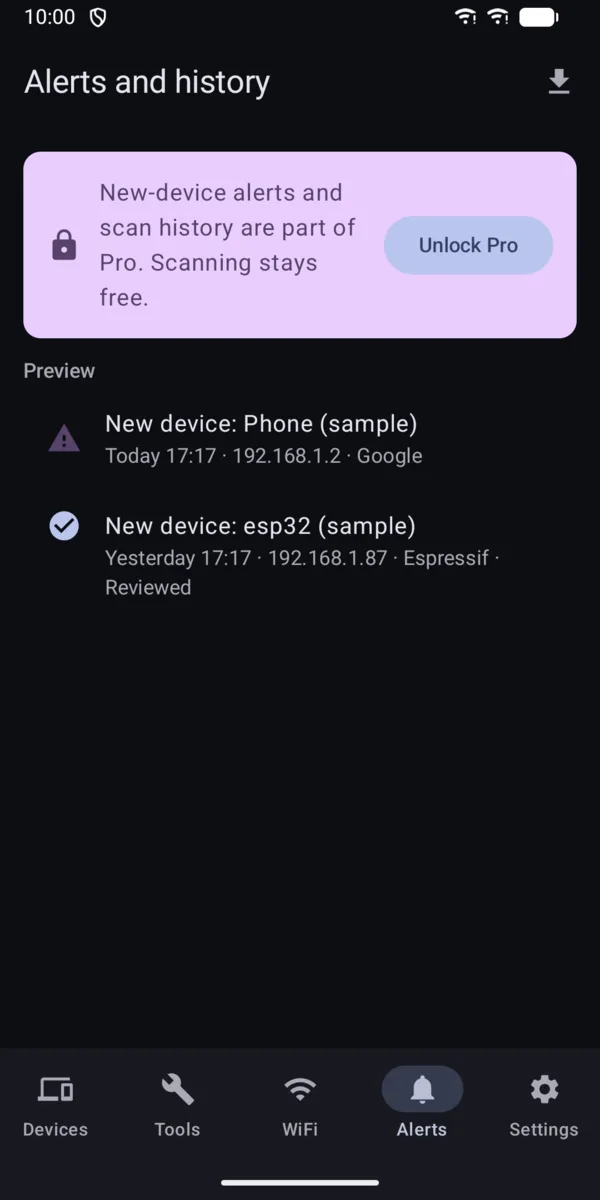 10:00
Alerts and history
New-device alerts and
scan history are part of
Pro. Scanning stays
free.
Unlock Pro
Preview
New device: Phone (sample)
Today 17:17 · 192.168.1.2 · Google
New device: esp32 (sample)
Yesterday 17:17 · 192.168.1.87 · Espressif ·
Reviewed
Devices
Tools
WiFi
Alerts
Settings